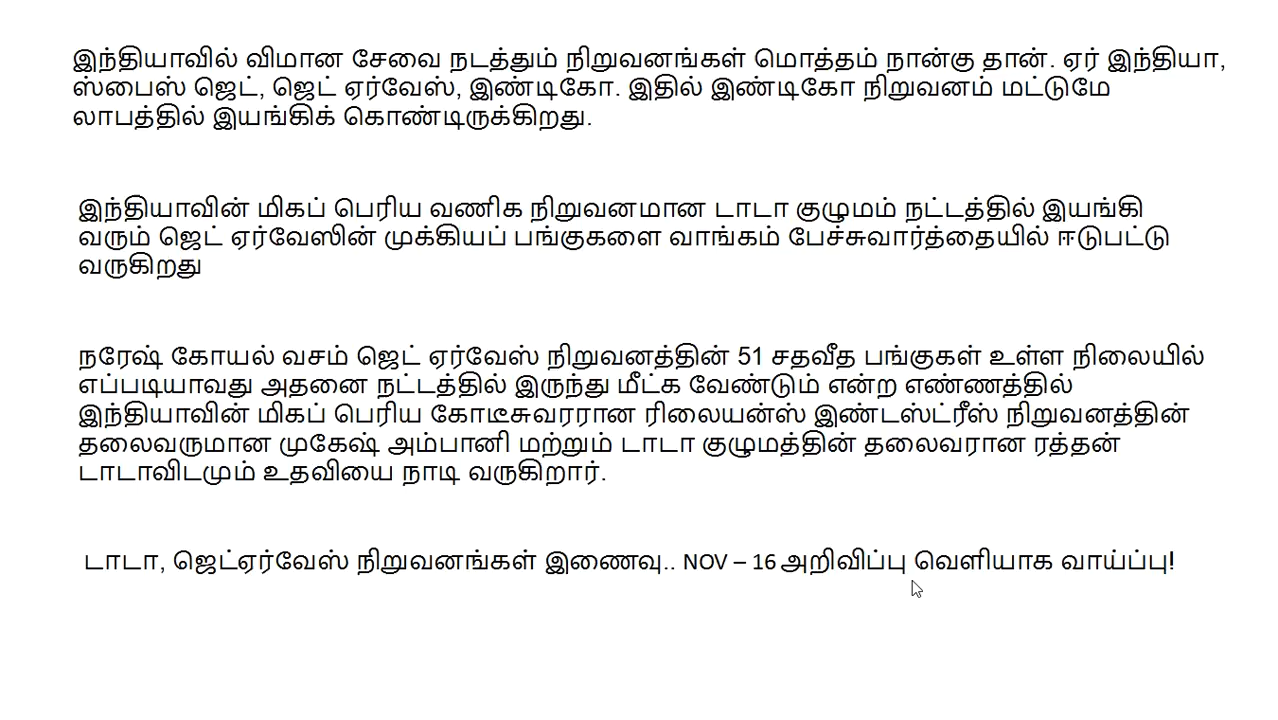 இந்தியாவில் விமான சேவை நடத்தும் நிறுவனங்கள் மொத்தம் நான்கு தான். ஏர் இந்தியா,
ஸ்பைஸ் ஜெட், ஜெட் ஏர்வேஸ், இண்டிகோ. இதில் இண்டிகோ நிறுவனம் மட்டுமே
லாபத்தில் இயங்கிக் கொண்டிருக்கிறது.
இந்தியாவின் மிகப் பெரிய வணிக நிறுவனமான டாடா குழுமம் நட்டத்தில் இயங்கி
வரும் ஜெட் ஏர்வேஸின் முக்கியப் பங்குகளை வாங்கம் பேச்சுவார்த்தையில் ஈடுபட்டு
வருகிறது
நரேஷ் கோயல் வசம் ஜெட் ஏர்வேஸ் நிறுவனத்தின் 51 சதவீத பங்குகள் உள்ள நிலையில்
எப்படியாவது அதனை நட்டத்தில் இருந்து மீட்க வேண்டும் என்ற எண்ணத்தில்
இந்தியாவின் மிகப் பெரிய கோடீசுவரரான ரிலையன்ஸ் இண்டஸ்ட்ரீஸ் நிறுவனத்தின்
தலைவருமான முகேஷ் அம்பானி மற்றும் டாடா குழுமத்தின் தலைவரான ரத்தன்
டாடாவிடமும் உதவியை நாடி வருகிறார்.
டாடா, ஜெட்ஏர்வேஸ் நிறுவனங்கள் இணைவு.. NOV – 16 அறிவிப்பு வெளியாக வாய்ப்பு!